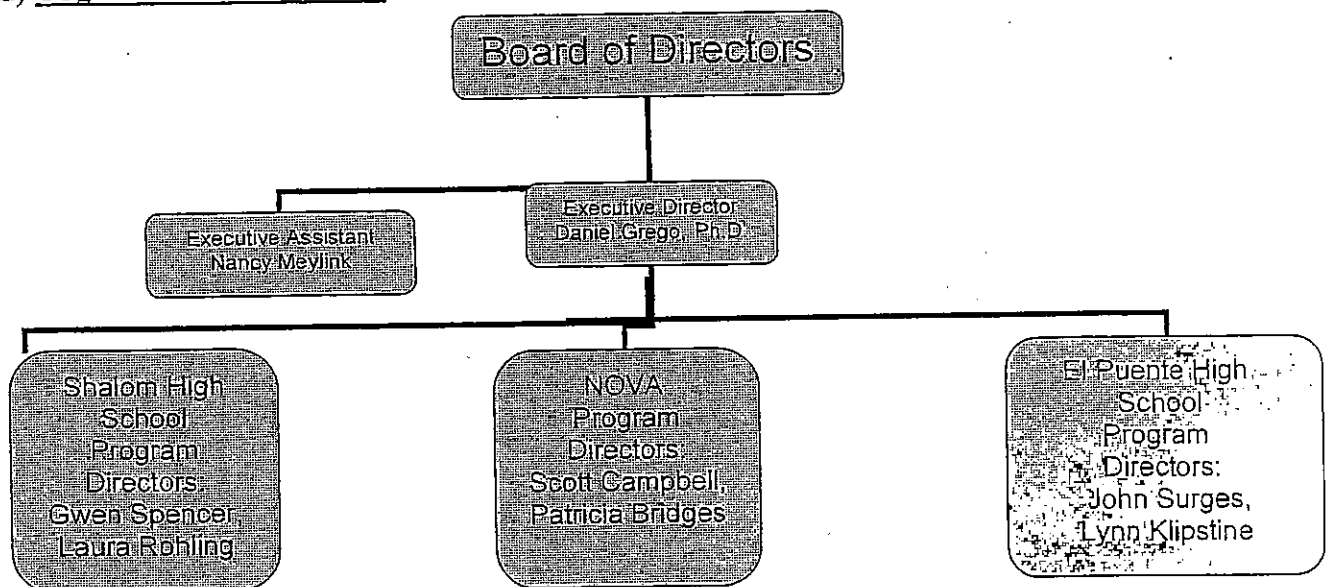 Board of Directors
Executive Director
Daniel Grego, Ph.D
Executive Assistant
Nancy Meylink
Shalom High
School
Program
Directors
Gwen Spencer,
Laura Rohling
NOVA
Program
Directors
Scott Campbell,
Patricia Bridges
El Puente High
School
Program
Directors:
John Surges,
Lynn Klipstine